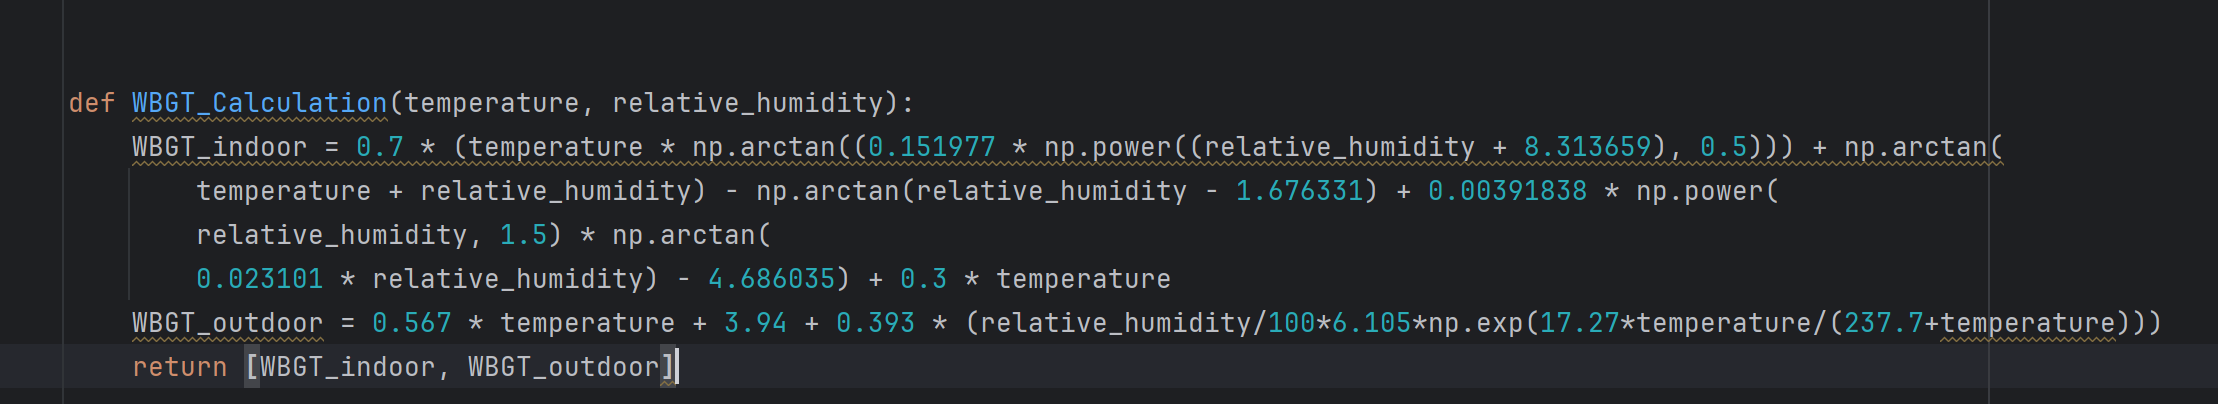 def WBGT_Calculation(temperature, relative_humidity):
    WBGT_indoor = 0.7 * (temperature * np.arctan((0.151977 * np.power((relative_humidity + 8.313659), 0.5))) + np.arctan(
        temperature + relative_humidity) - np.arctan(relative_humidity - 1.676331) + 0.00391838 * np.power(
        relative_humidity, 1.5) * np.arctan(
        0.023101 * relative_humidity) - 4.686035) + 0.3 * temperature
    WBGT_outdoor = 0.567 * temperature + 3.94 + 0.393 * (relative_humidity/100*6.105*np.exp(17.27*temperature/(237.7+temperature)))
    return [WBGT_indoor, WBGT_outdoor]